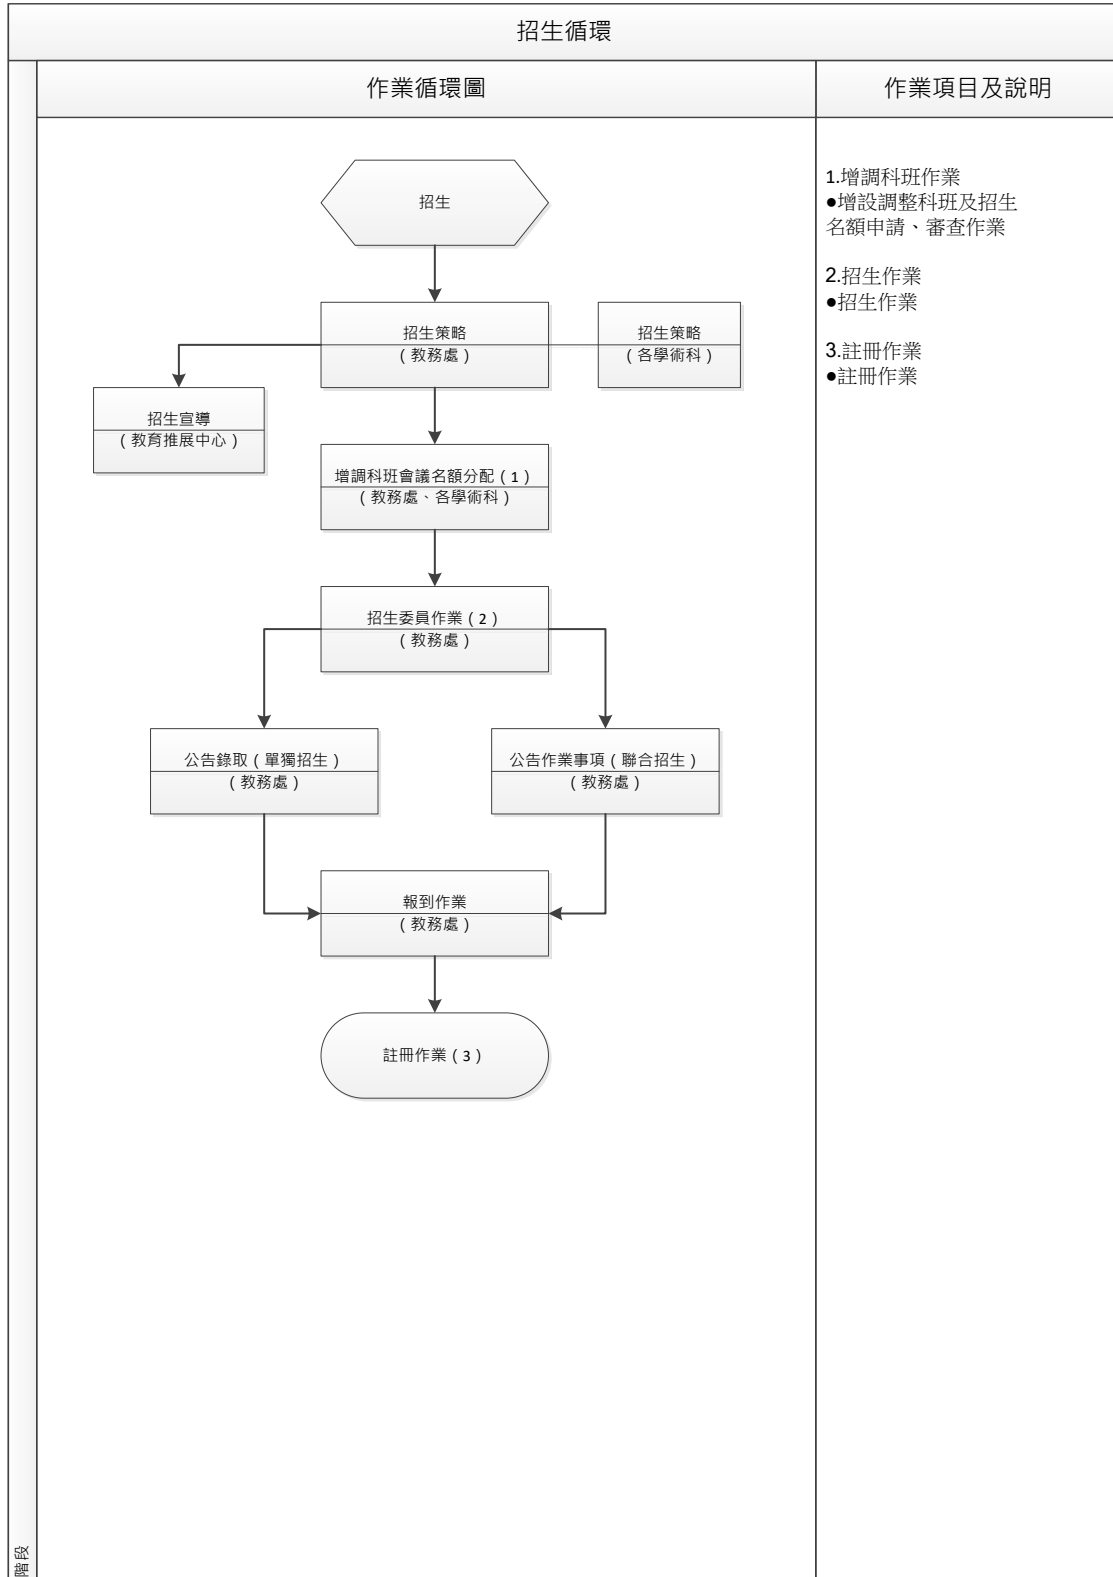 招生循環
作業循環圖
作業項目及說明
招生
招生策略
(教務處)
招生策略
(各學術科)
招生宣導
(教育推展中心)
增調科班會議名額分配(1)
(教務處、各學術科)
招生委員作業(2)
(教務處)
公告錄取(單獨招生)
(教務處)
公告作業事項(聯合招生)
(教務處)
報到作業
(教務處)
註冊作業(3)
1.增調科班作業
●增設調整科班及招生
名額申請、審查作業
2.招生作業
●招生作業
3.註冊作業
●註冊作業
階段